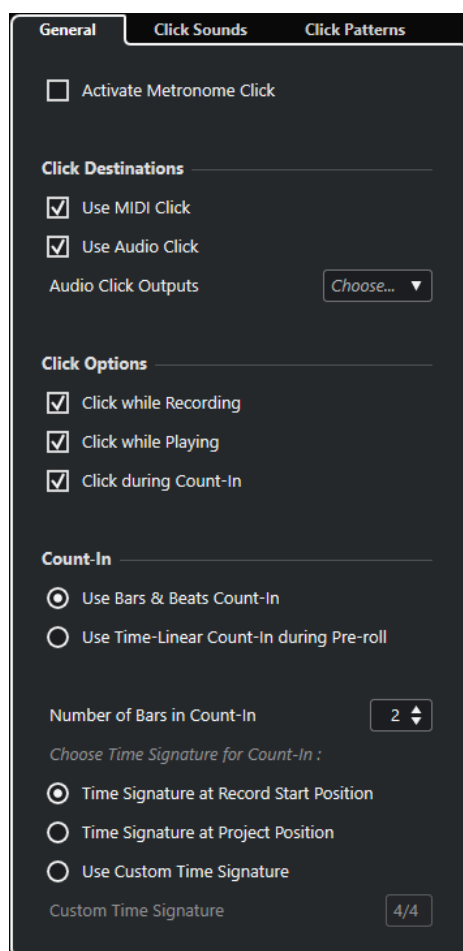 General Click Sounds Click Patterns
Activate Metronome Click
Click Destinations
Use MIDI Click
Use Audio Click
Audio Click Outputs Choose...
Click Options
Click while Recording
Click while Playing
Click during Count-In
Count-In
Use Bars & Beats Count-In
Use Time-Linear Count-In during Pre-roll
Number of Bars in Count-In 2
Choose Time Signature for Count-In :
Time Signature at Record Start Position
Time Signature at Project Position
Use Custom Time Signature
Custom Time Signature 4/4